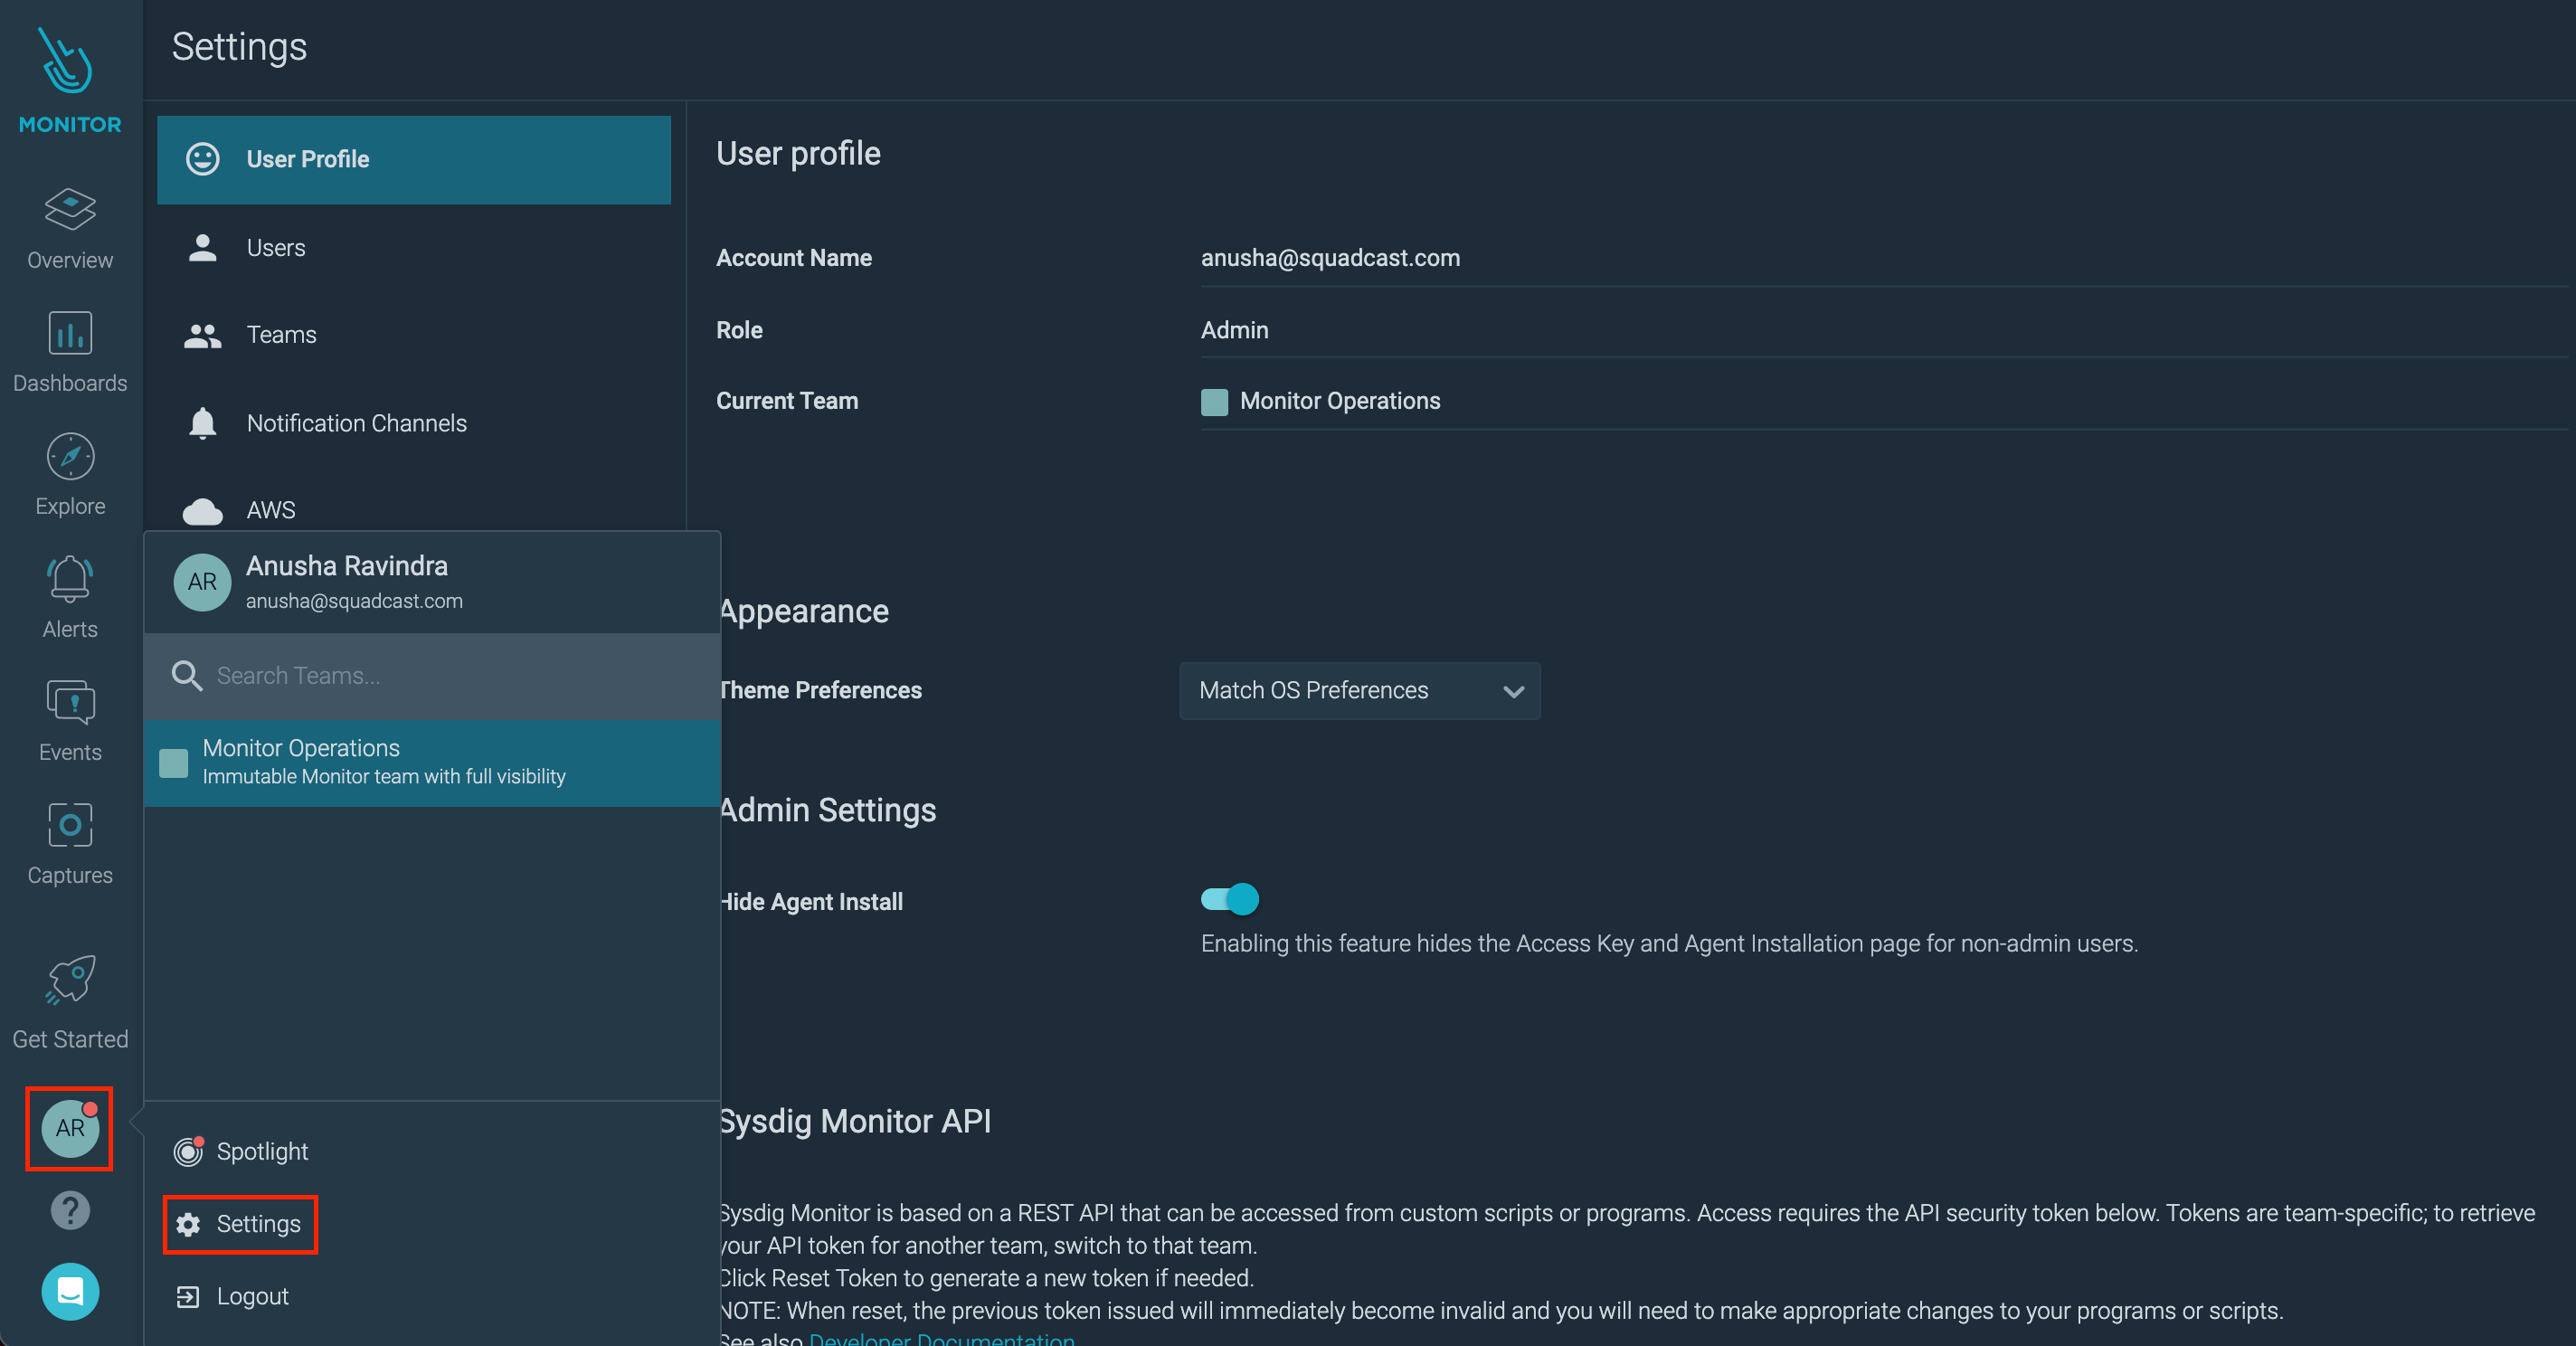 MONITOR
Overview
Dashboards
Explore
Alerts
Events
Captures
Get Started
AR
?
Settings
User Profile
Users
Teams
Notification Channels
AWS
AR
Anusha Ravindra
anusha@squadcast.com
Search Teams...
Monitor Operations
Immutable Monitor team with full visibility
Spotlight
Settings
Logout
User profile
Account Name
anusha@squadcast.com
Role
Admin
Current Team
Monitor Operations
Appearance
Theme Preferences
Match OS Preferences
Admin Settings
Hide Agent Install
Enabling this feature hides the Access Key and Agent Installation page for non-admin users.
Sysdig Monitor API
Sysdig Monitor is based on a REST API that can be accessed from custom scripts or programs. Access requires the API security token below. Tokens are team-specific; to retrieve
your API token for another team, switch to that team.
Click Reset Token to generate a new token if needed.
NOTE: When reset, the previous token issued will immediately become invalid and you will need to make appropriate changes to your programs or scripts.
See also Developer Documentation